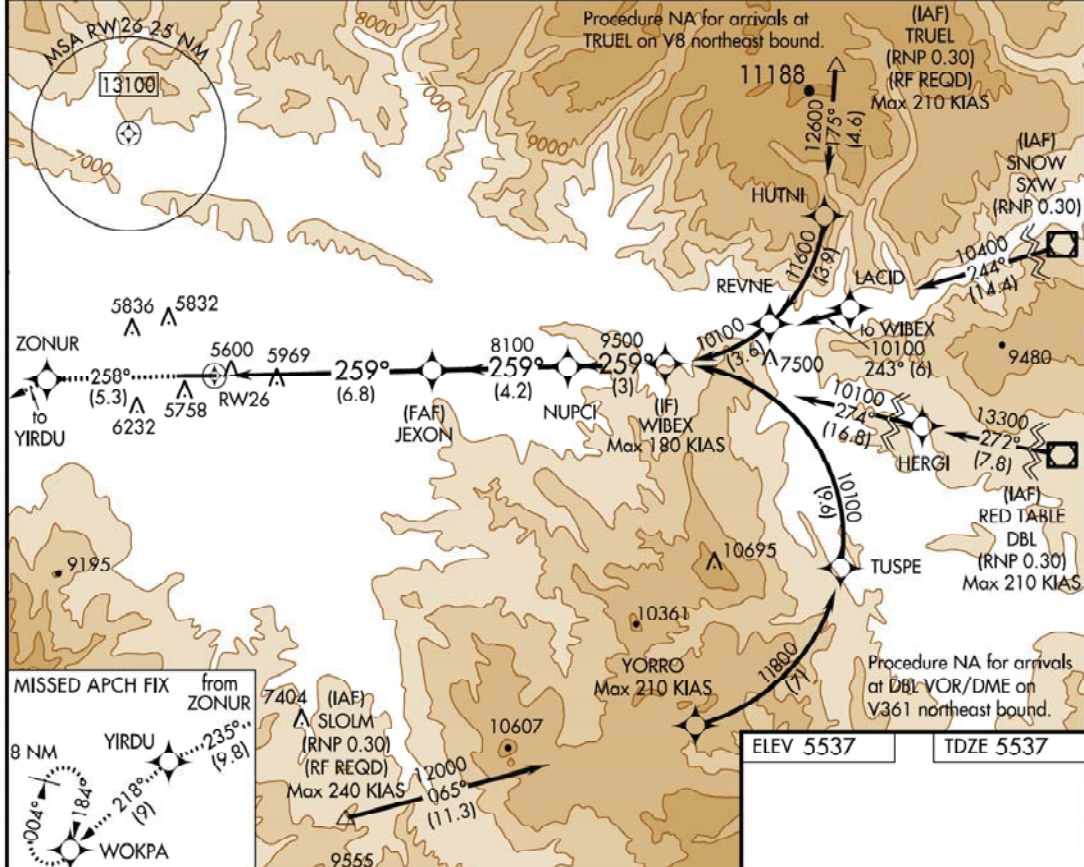 Procedure NA for arrivals at
TRUEL on V8 northeast bound.
(IAF)
TRUEL
(RNP 0.30)
(RF REQD)
Max 210 KIAS
8000
7000
7000
9000
MSA RW26 25 NM
13100
11188
12600
175°
(4.6)
HUTNI
11600
(3.9)
(IAF)
SNOW
SXW
(RNP 0.30)
10400
244°
(14.4)
LACID
REVNE
to WIBEX
10100
243° (6)
10100
(3.6)
7500
9480
5836
5832
ZONUR
258°
(5.3)
to
YIRDU
5600
5969
5758
6232
RW26
259°
(6.8)
(FAF)
JEXON
8100
259°
(4.2)
NUPCI
9500
259°
(3)
(IF)
WIBEX
Max 180 KIAS
10100
274°
(16.8)
HERGI
13300
277°
(7.8)
(IAF)
RED TABLE
DBL
(RNP 0.30)
Max 210 KIAS
10100
(9.6)
TUSPE
10695
10361
9195
YORRO
Max 210 KIAS
11800
(7)
Procedure NA for arrivals
at DBL VOR/DME on
V361 northeast bound.
7404
(IAF)
SLOLM
(RNP 0.30)
(RF REQD)
Max 240 KIAS
10607
12000
065°
(11.3)
9555
MISSED APCH FIX
from
ZONUR
235°
(9.8)
YIRDU
8 NM
218°
(9)
004°
184°
WOKPA
ELEV 5537
TDZE 5537